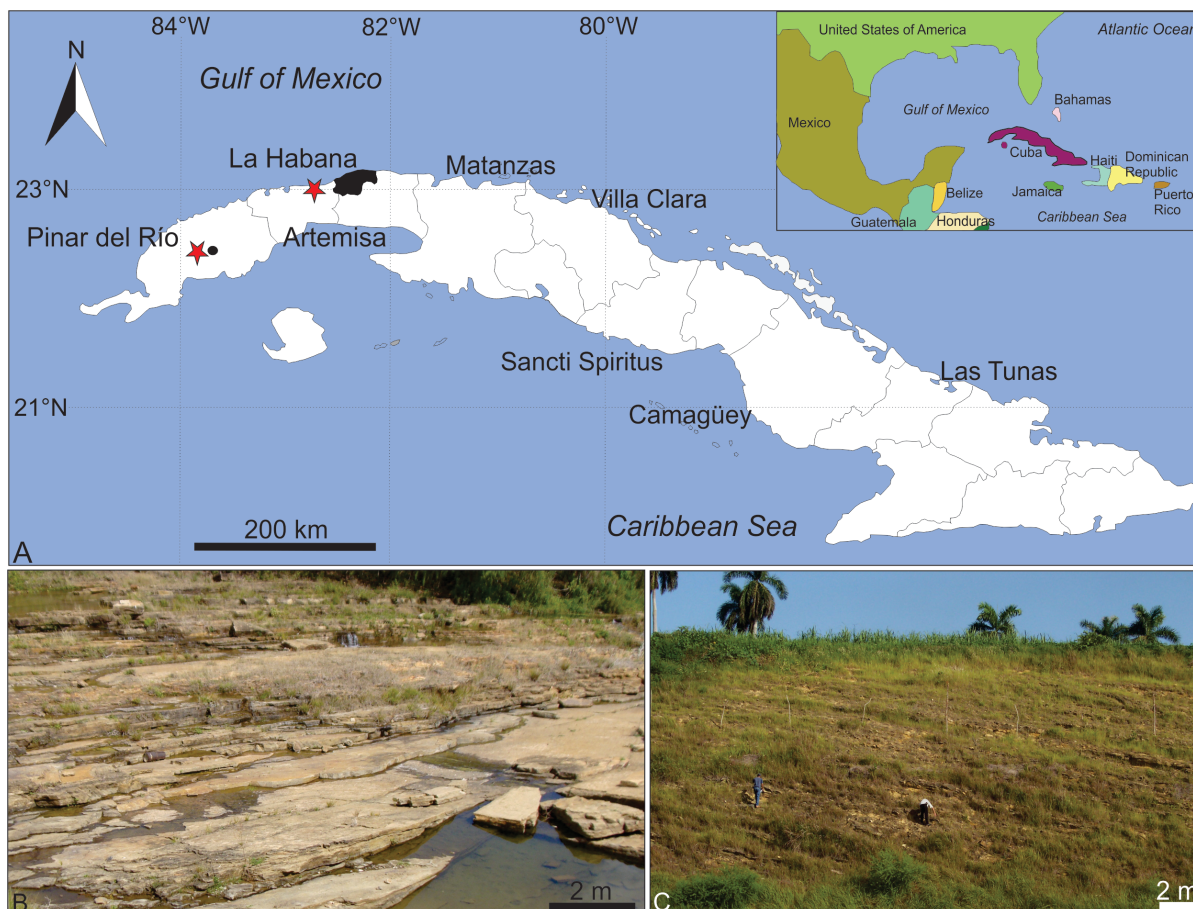 84°W
82°W
80°W
N
Gulf of Mexico
La Habana
Matanzas
23°N
Villa Clara
Pinar del Río
Artemisa
Sancti Spiritus
Las Tunas
21°N
Camagüey
200 km
Caribbean Sea
A
United States of America
Atlantic Ocean
Bahamas
Gulf of Mexico
Mexico
Cuba
Haiti
Dominican
Republic
Belize
Jamaica
Puerto
Rico
Guatemala
Honduras
Caribbean Sea
B
2 m
C
2 m